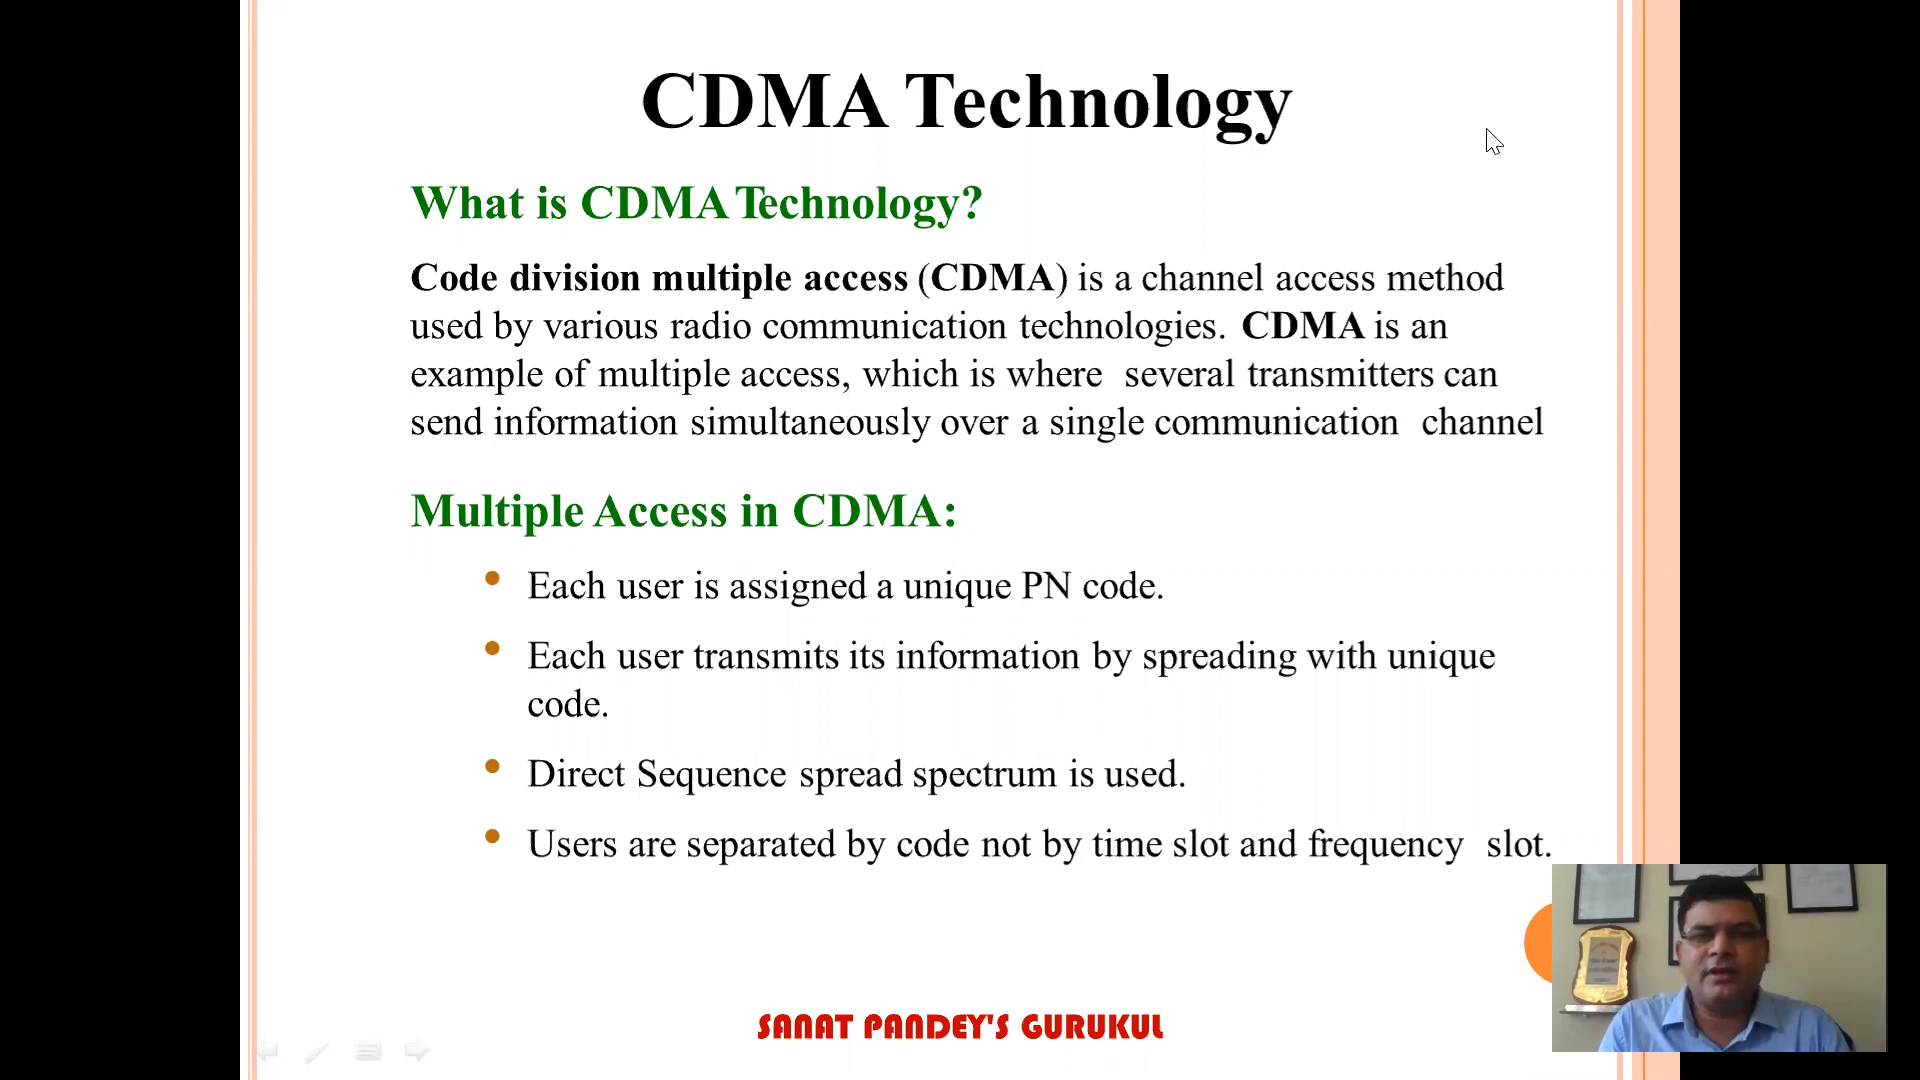 CDMA Technology
What is CDMA Technology?
Code division multiple access (CDMA) is a channel access method
used by various radio communication technologies. CDMA is an
example of multiple access, which is where several transmitters can
send information simultaneously over a single communication channel
Multiple Access in CDMA:
• Each user is assigned a unique PN code.
• Each user transmits its information by spreading with unique
code.
• Direct Sequence spread spectrum is used.
• Users are separated by code not by time slot and frequency slot.
SANAT PANDEY'S GURUKUL